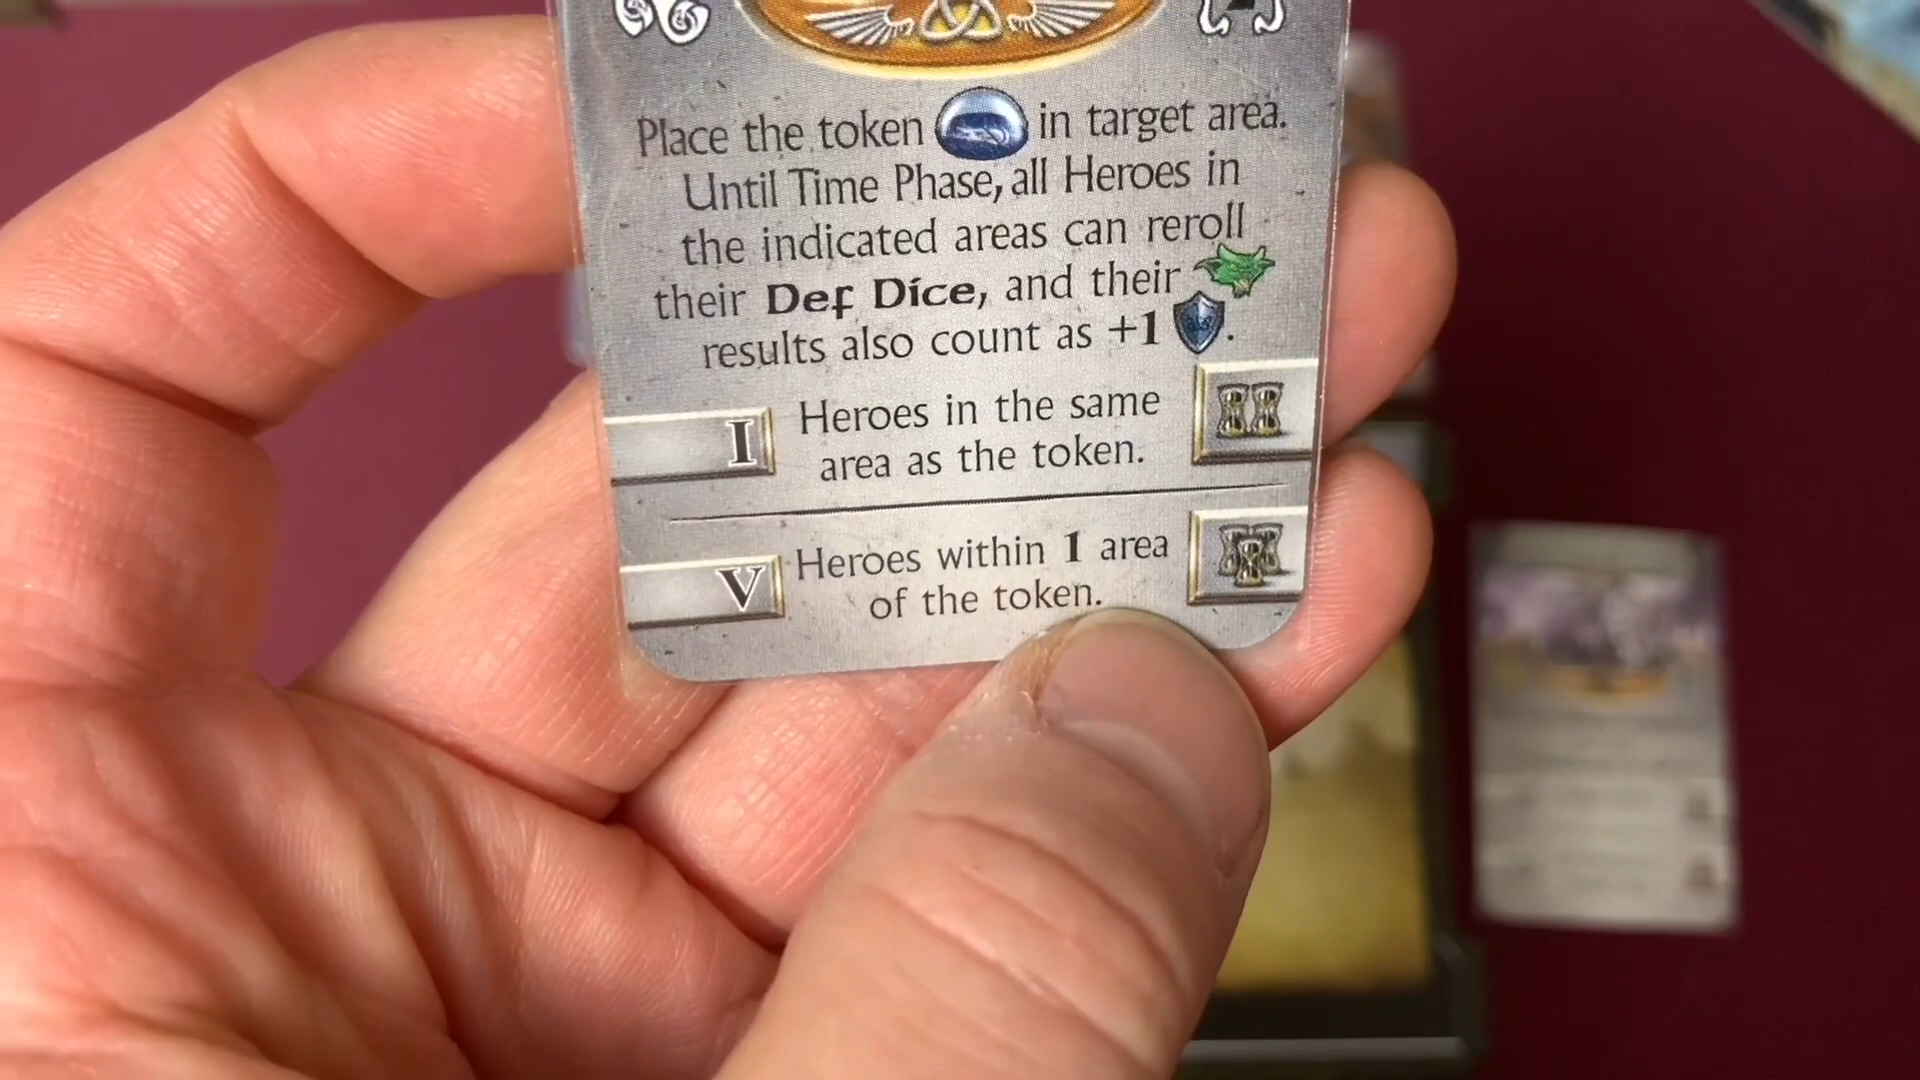 Place the token in target area.
Until Time Phase, all Heroes in
the indicated areas can reroll
their Def Dice, and their
results also count as +1 .
I Heroes in the same
area as the token.
V Heroes within 1 area
of the token.